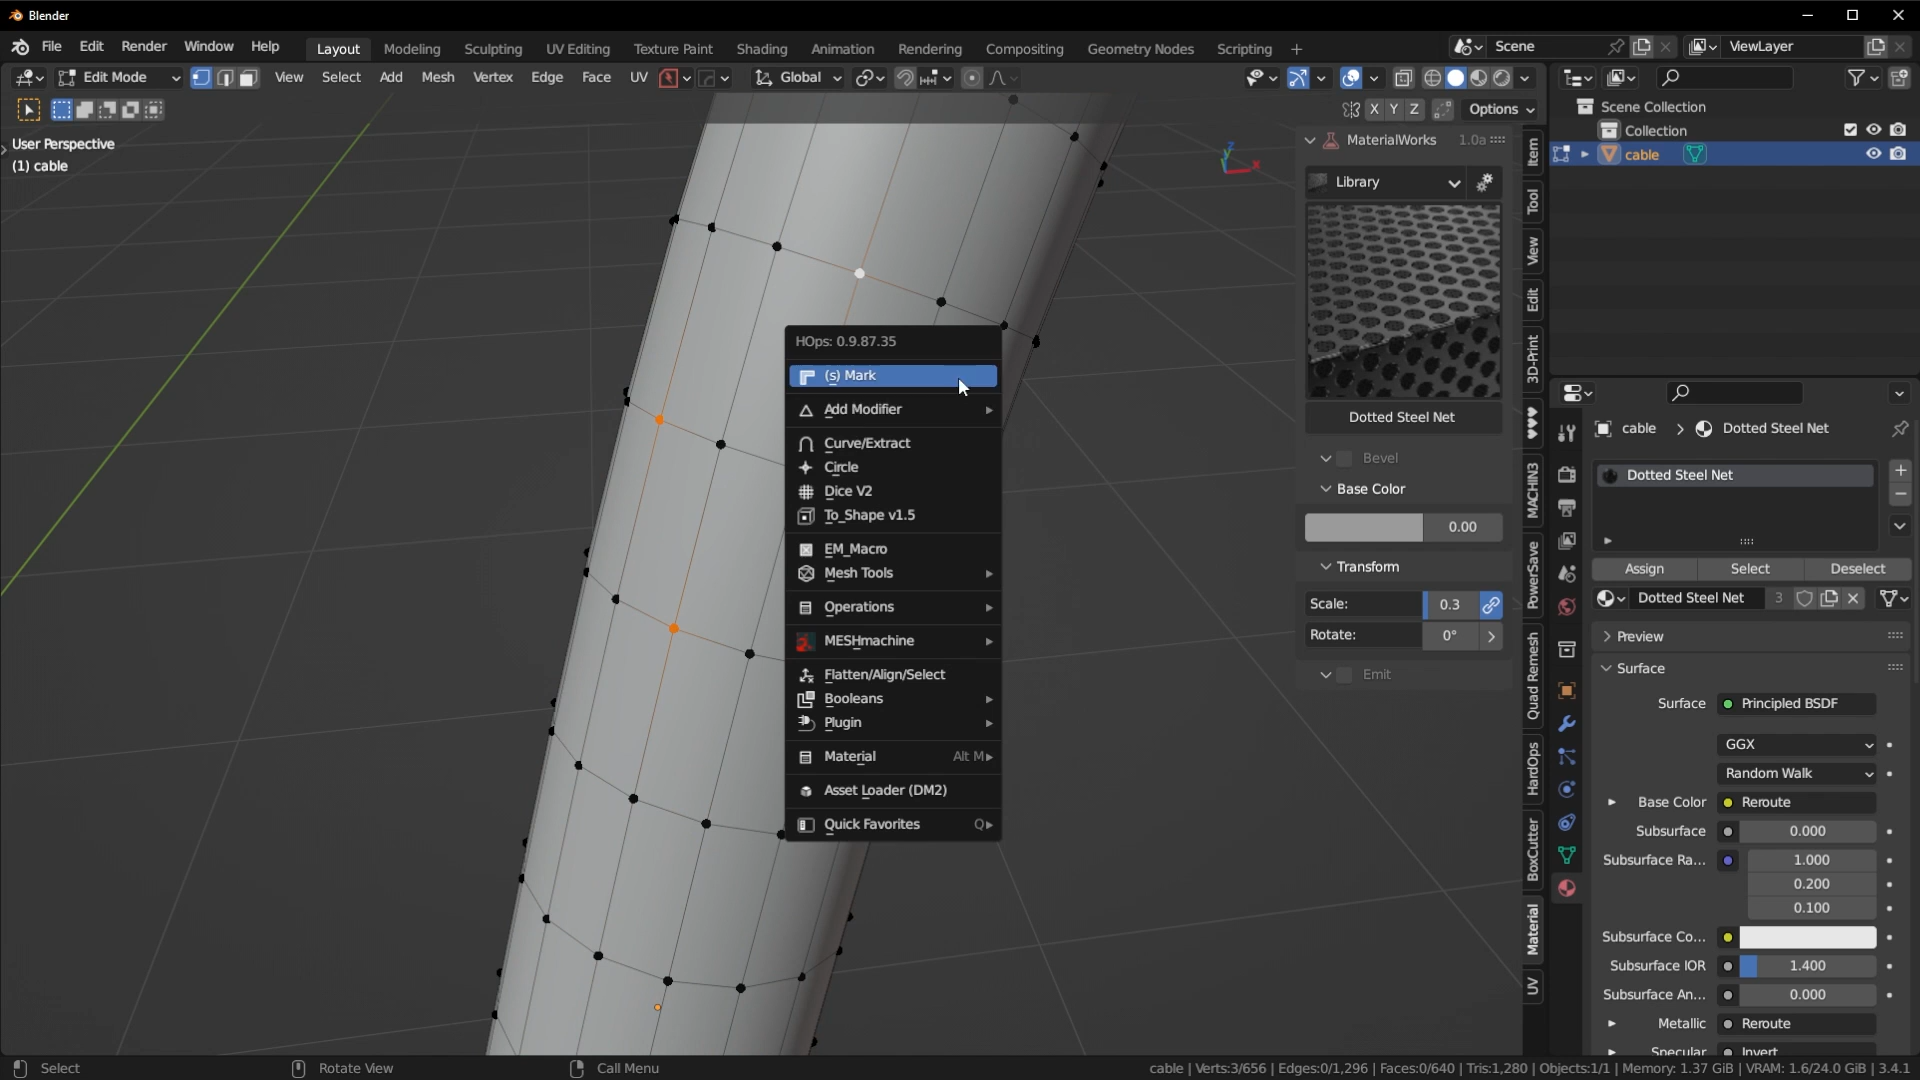 Blender
File Edit Render Window Help Layout Modeling Sculpting UV Editing Texture Paint Shading Animation Rendering Compositing Geometry Nodes Scripting + Scene ViewLayer
Edit Mode View Select Add Mesh Vertex Edge Face UV Global
X Y Z Options
User Perspective
(1) cable
HOps: 0.9.87.35
(s) Mark
Add Modifier
Curve/Extract
Circle
Dice V2
To_Shape v1.5
EM_Macro
Mesh Tools
Operations
MESHmachine
Flatten/Align/Select
Booleans
Plugin
Material Alt M
Asset Loader (DM2)
Quick Favorites Q
MaterialWorks 1.0a
Library
Dotted Steel Net
Bevel
Base Color
0.00
Transform
Scale: 0.3
Rotate: 0°
Emit
Item
Tool
View
Edit
3D-Print
♥♥♥
MACHIN3
PowerSave
Quad Remesh
HardOps
BoxCutter
Material
UV
Scene Collection
Collection
cable
cable > Dotted Steel Net
Dotted Steel Net
Assign Select Deselect
Dotted Steel Net 3
Preview
Surface
Surface Principled BSDF
GGX
Random Walk
Base Color Reroute
Subsurface 0.000
Subsurface Ra... 1.000
0.200
0.100
Subsurface Co...
Subsurface IOR 1.400
Subsurface An... 0.000
Metallic Reroute
Specular Invert
Select Rotate View Call Menu cable | Verts:3/656 | Edges:0/1,296 | Faces:0/640 | Tris:1,280 | Objects:1/1 | Memory: 1.37 GiB | VRAM: 1.6/24.0 GiB | 3.4.1